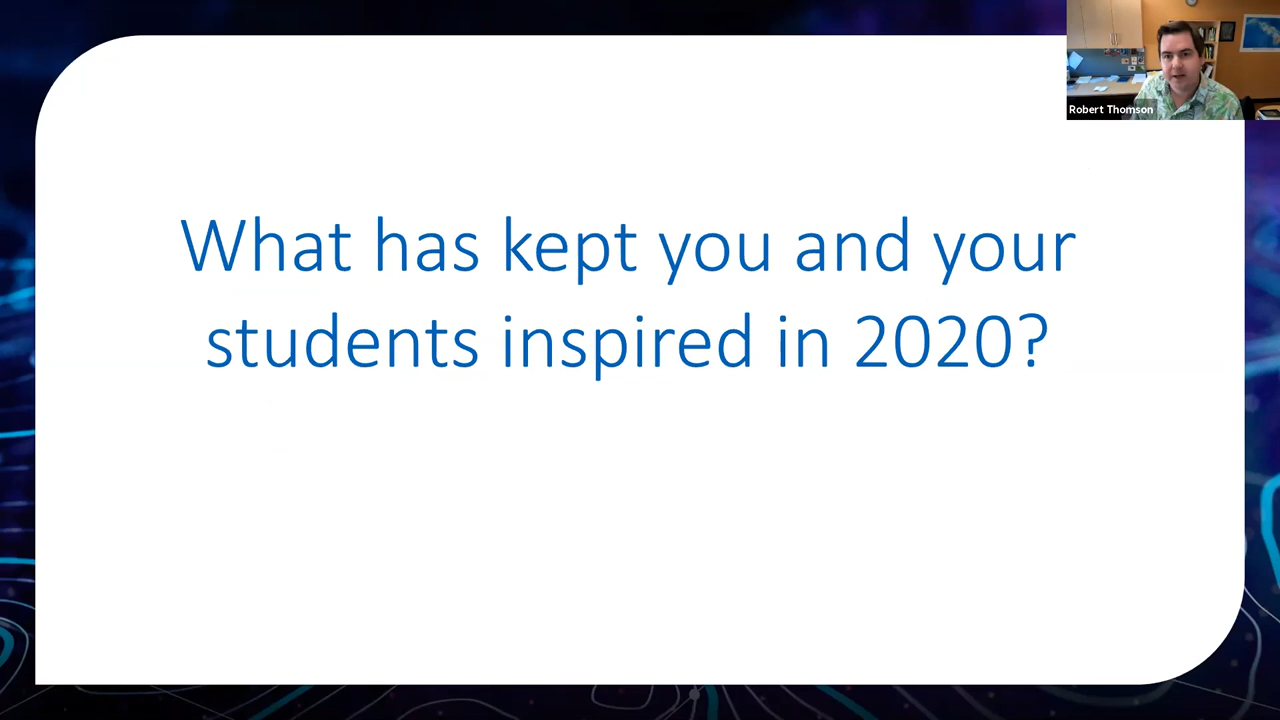 Robert Thomson
What has kept you and your
students inspired in 2020?